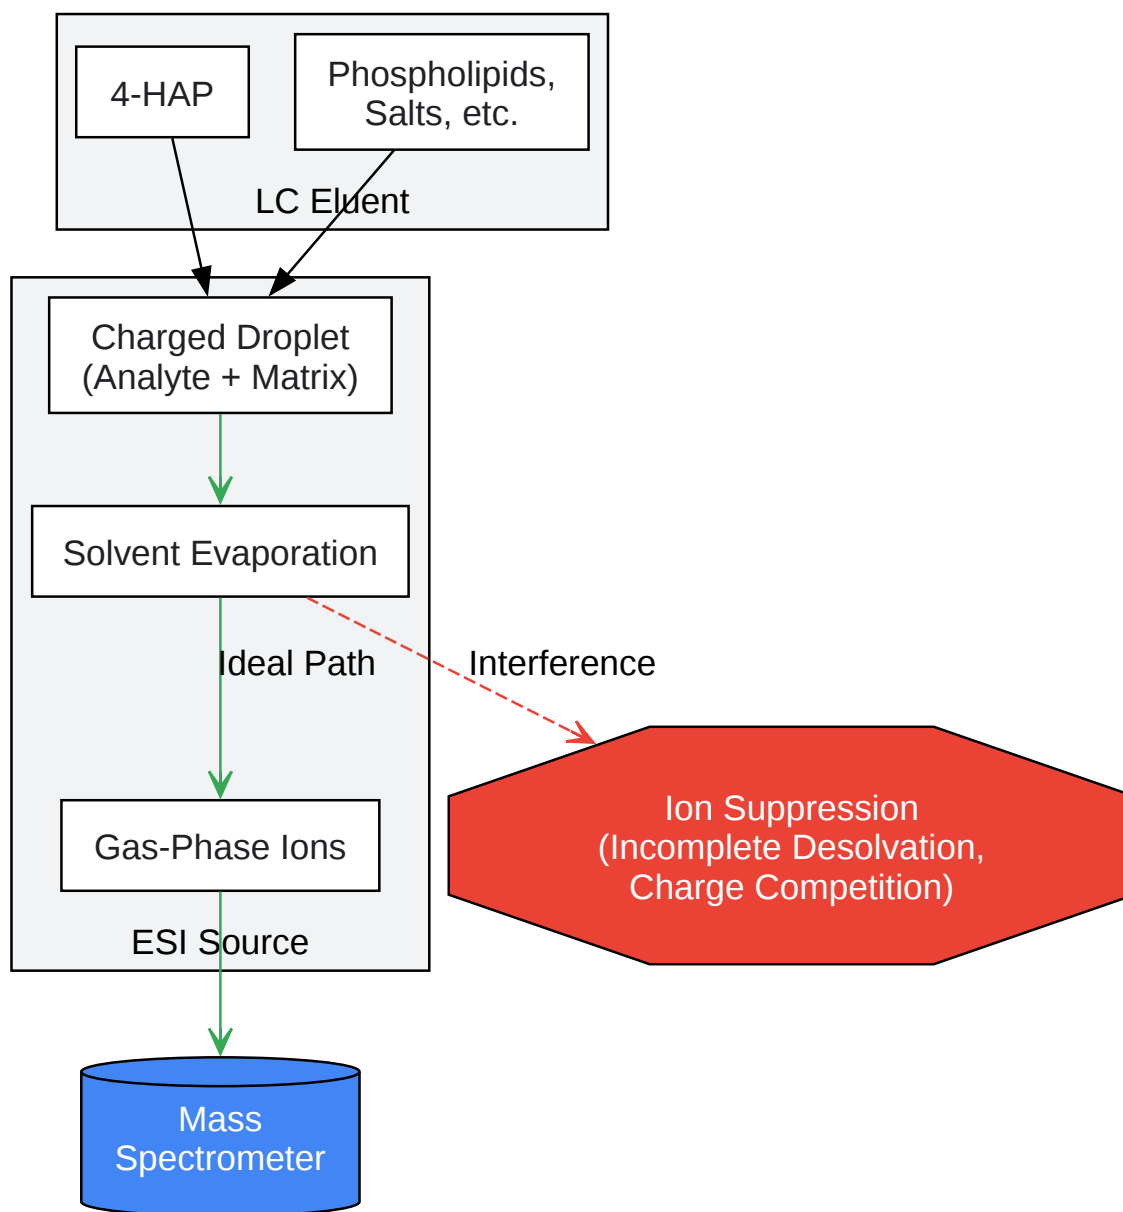 4-HAP
Phospholipids,
Salts, etc.
LC Eluent
Charged Droplet
(Analyte + Matrix)
Solvent Evaporation
Ideal Path
Interference
Ion Suppression
(Incomplete Desolvation,
Charge Competition)
Gas-Phase Ions
ESI Source
Mass
Spectrometer